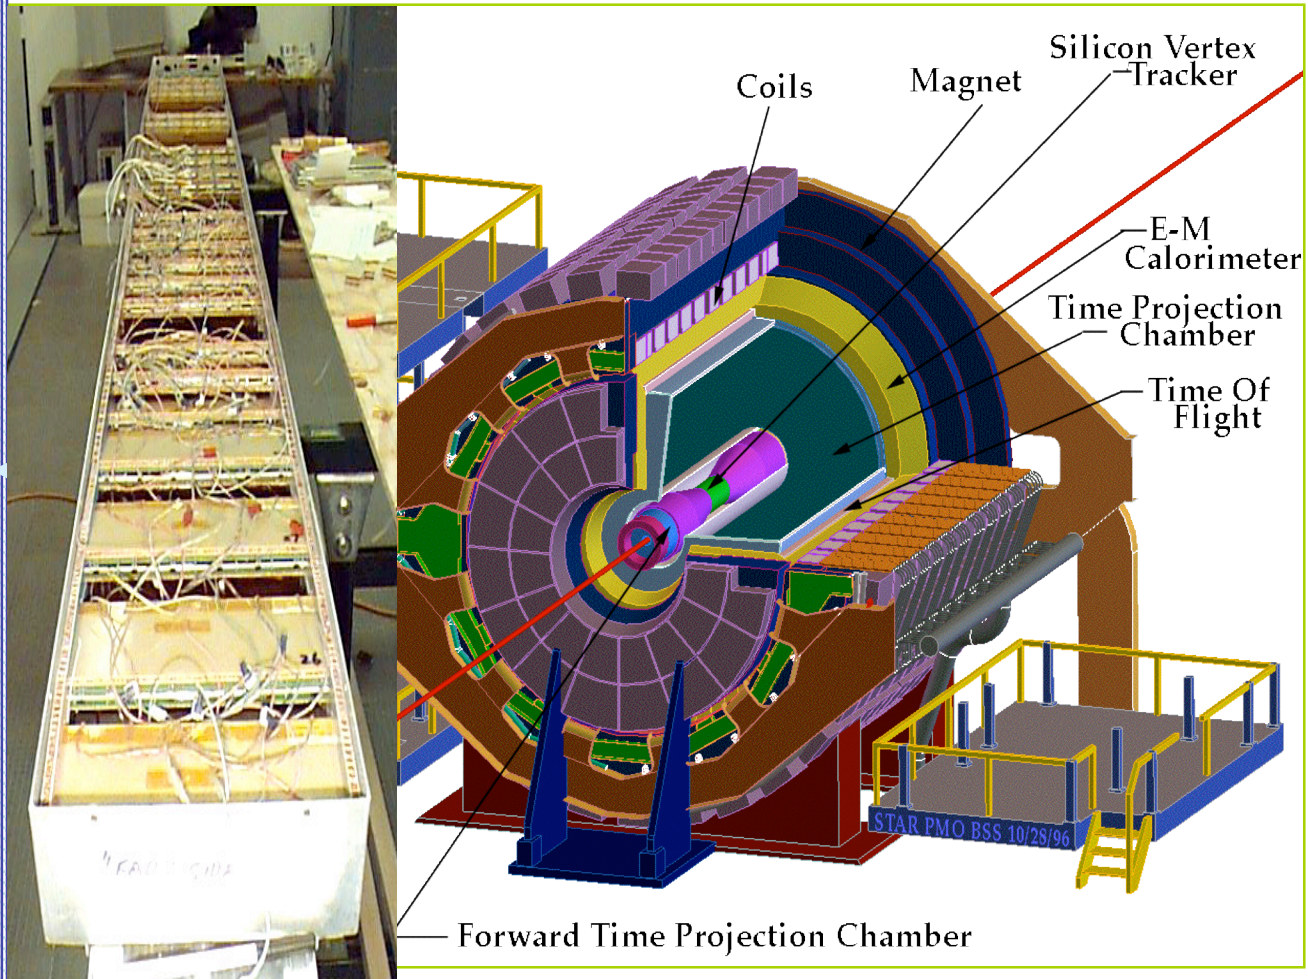 Silicon Vertex
Tracker
Coils
Magnet
E-M
Calorimeter
Time Projection
Chamber
Time Of
Flight
STAR PMO BSS 10/28/96
Forward Time Projection Chamber